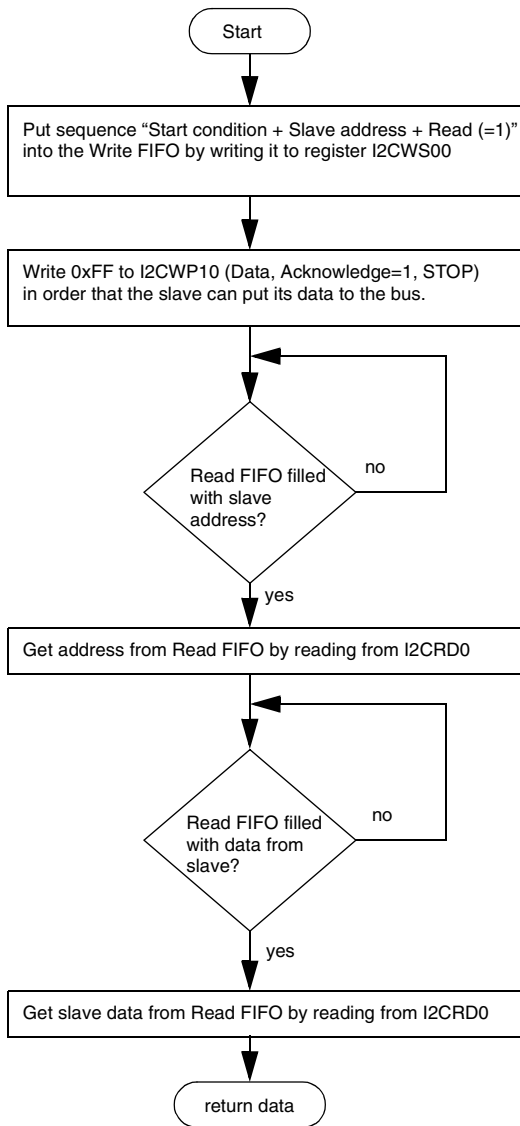 Start
Put sequence “Start condition + Slave address + Read (=1)”
into the Write FIFO by writing it to register I2CWS00
Write 0xFF to I2CWP10 (Data, Acknowledge=1, STOP)
in order that the slave can put its data to the bus.
Read FIFO filled
with slave
address?
no
yes
Get address from Read FIFO by reading from I2CRD0
Read FIFO filled
with data from
slave?
no
yes
Get slave data from Read FIFO by reading from I2CRD0
return data